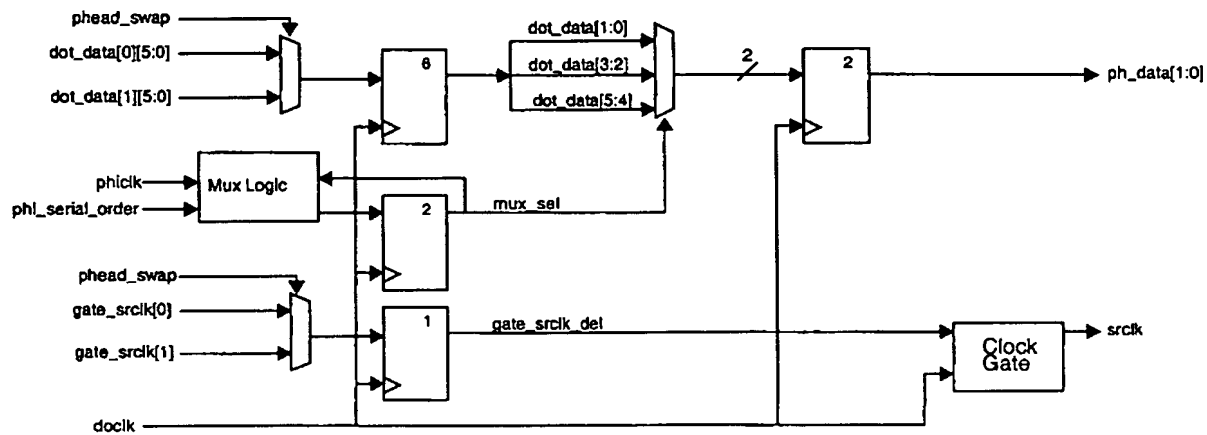 phead_swap
dot_data[0][5:0]
dot_data[1][5:0]
6
dot_data[1:0]
dot_data[3:2]
dot_data[5:4]
2
2
ph_data[1:0]
phiclk
phi_serial_order
Mux Logic
2
mux_sel
phead_swap
gate_srclk[0]
gate_srclk[1]
1
gate_srclk_del
Clock
Gate
srclk
doclk